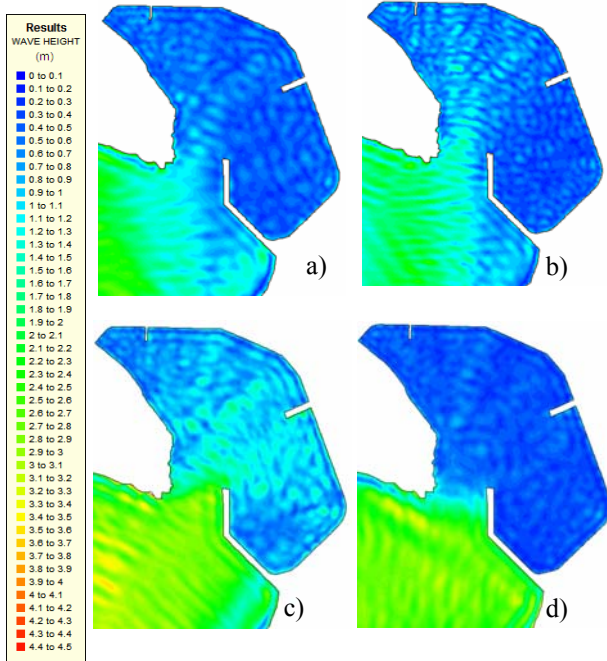 Results
WAVE HEIGHT
(m)
0 to 0.1
0.1 to 0.2
0.2 to 0.3
0.3 to 0.4
0.4 to 0.5
0.5 to 0.6
0.6 to 0.7
0.7 to 0.8
0.8 to 0.9
0.9 to 1
1 to 1.1
1.1 to 1.2
1.2 to 1.3
1.3 to 1.4
1.4 to 1.5
1.5 to 1.6
1.6 to 1.7
1.7 to 1.8
1.8 to 1.9
1.9 to 2
2 to 2.1
2.1 to 2.2
2.2 to 2.3
2.3 to 2.4
2.4 to 2.5
2.5 to 2.6
2.6 to 2.7
2.7 to 2.8
2.8 to 2.9
2.9 to 3
3 to 3.1
3.1 to 3.2
3.2 to 3.3
3.3 to 3.4
3.4 to 3.5
3.5 to 3.6
3.6 to 3.7
3.7 to 3.8
3.8 to 3.9
3.9 to 4
4 to 4.1
4.1 to 4.2
4.2 to 4.3
4.3 to 4.4
4.4 to 4.5
a)
b)
c)
d)